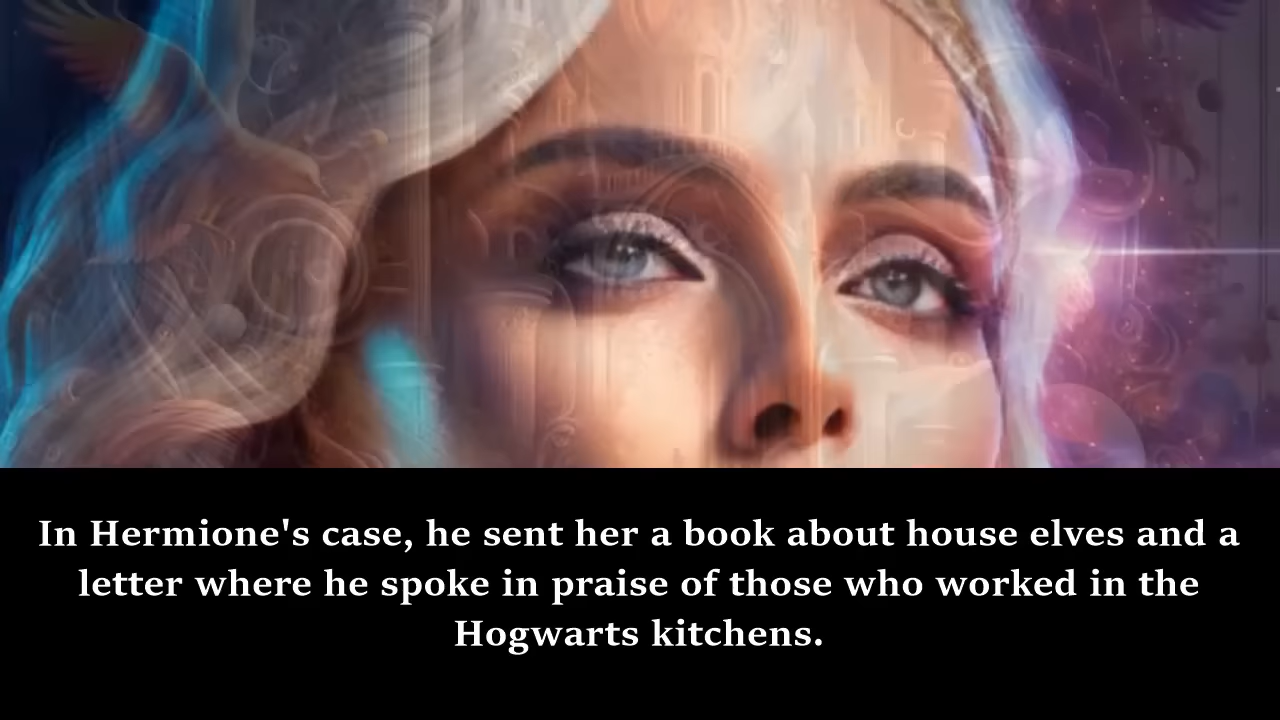 In Hermione's case, he sent her a book about house elves and a
letter where he spoke in praise of those who worked in the
Hogwarts kitchens.